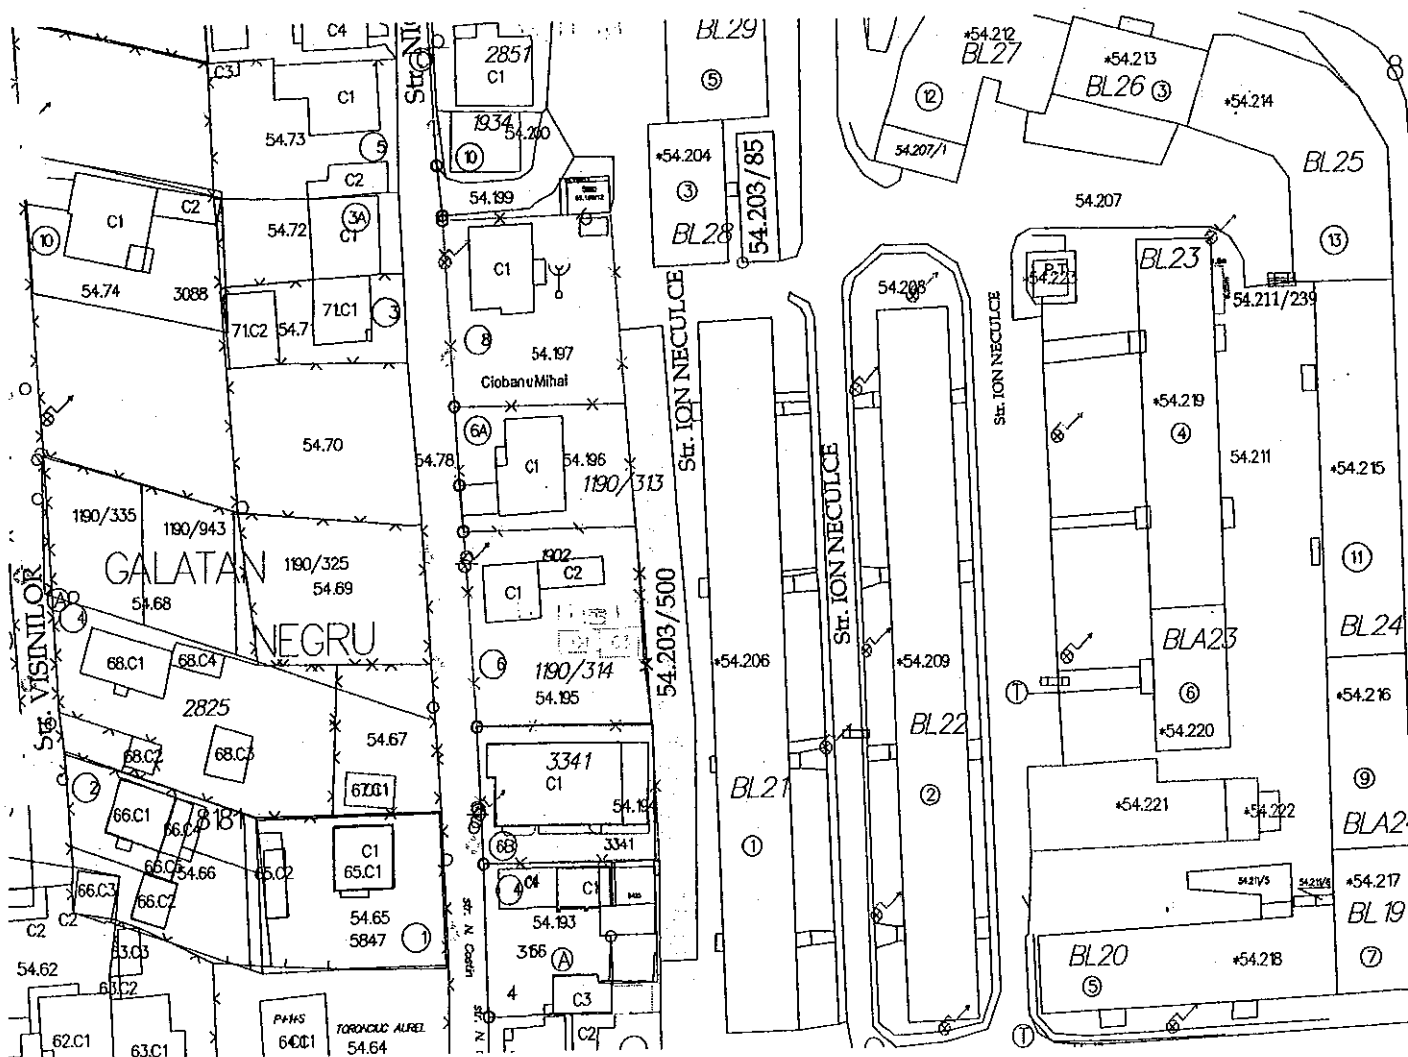 C4
2851
C1
BL29
5
*54.212
BL27
*54.213
BL26
3
*54.214
12
C3
C1
54.73
5
1934
54.200
10
*54.204
3
54.203/85
54.207/1
BL25
C2
54.199
54.207
C2
C1
3A
C1
54.72
BL28
13
10
C1
BL23
54.74
3088
54.208
54.211/239
71.C2
54.71
71.C1
3
8
54.197
Ciobanu Mihai
Str. ION NECULCE
Str. ION NECULCE
*54.219
4
6A
54.70
54.78
C1
54.196
1190/313
54.211
*54.215
Str. ION NECULCE
1190/335
1190/943
1190/325
54.69
GALATAN
54.68
NEGRU
1902
C1
C2
11
Str. VISINILOR
A
4
54.203/500
BLA23
BL24
68.C1
68.C4
6
1190/314
54.195
*54.206
*54.209
6
T
*54.216
2825
54.67
BL22
*54.220
68.C2
68.C3
3341
C1
2
67.C1
BL21
2
*54.221
*54.222
9
66.C1
66.C4
8181
54.194
1
BLA24
6B
3341
66.C5
54.66
65.C2
C1
65.C1
66.C3
66.C2
4
C4
C1
54.211/5
*54.217
BL19
C2
C2
54.65
5847
1
str. N. Costin
54.193
3166
A
63.C3
54.62
63.C2
BL20
5
*54.218
7
4
C3
62.C1
63.C1
P+1+S
TORONCIUC AUREL
54.64
C2
T